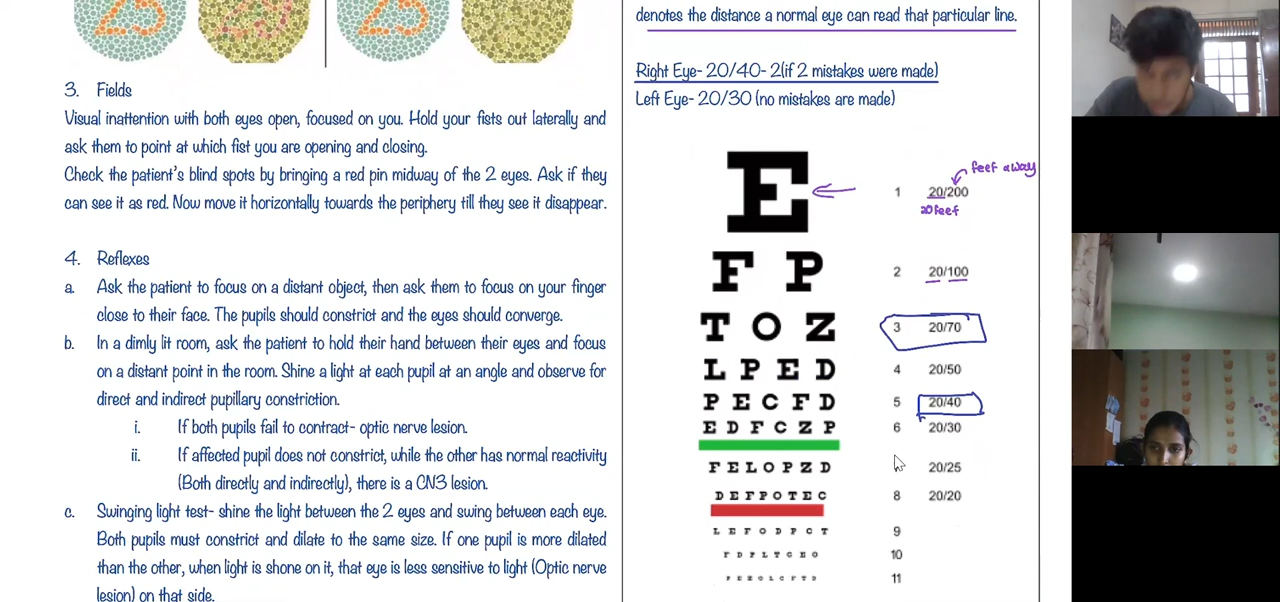 25
25
3. Fields
Visual inattention with both eyes open, focused on you. Hold your fists out laterally and
ask them to point at which fist you are opening and closing.
Check the patient's blind spots by bringing a red pin midway of the 2 eyes. Ask if they
can see it as red. Now move it horizontally towards the periphery till they see it disappear.
4. Reflexes
a. Ask the patient to focus on a distant object, then ask them to focus on your finger
close to their face. The pupils should constrict and the eyes should converge.
b. In a dimly lit room, ask the patient to hold their hand between their eyes and focus
on a distant point in the room. Shine a light at each pupil at an angle and observe for
direct and indirect pupillary constriction.
i. If both pupils fail to contract- optic nerve lesion.
ii. If affected pupil does not constrict, while the other has normal reactivity
(Both directly and indirectly), there is a CN3 lesion.
c. Swinging light test- shine the light between the 2 eyes and swing between each eye.
Both pupils must constrict and dilate to the same size. If one pupil is more dilated
than the other, when light is shone on it, that eye is less sensitive to light (Optic nerve
lesion) on that side.
denotes the distance a normal eye can read that particular line.
Right Eye- 20/40- 2(if 2 mistakes were made)
Left Eye- 20/30 (no mistakes are made)
feet away
E 1 20/200
20 feet
F P 2 20/100
T O Z 3 20/70
L P E D 4 20/50
P E C F D 5 20/40
E D F C Z P 6 20/30
F E L O P Z D 20/25
D E F P O T E C 8 20/20
L E F O D P C T 9
F D P L T C E O 10
P E Z O L C F T D 11